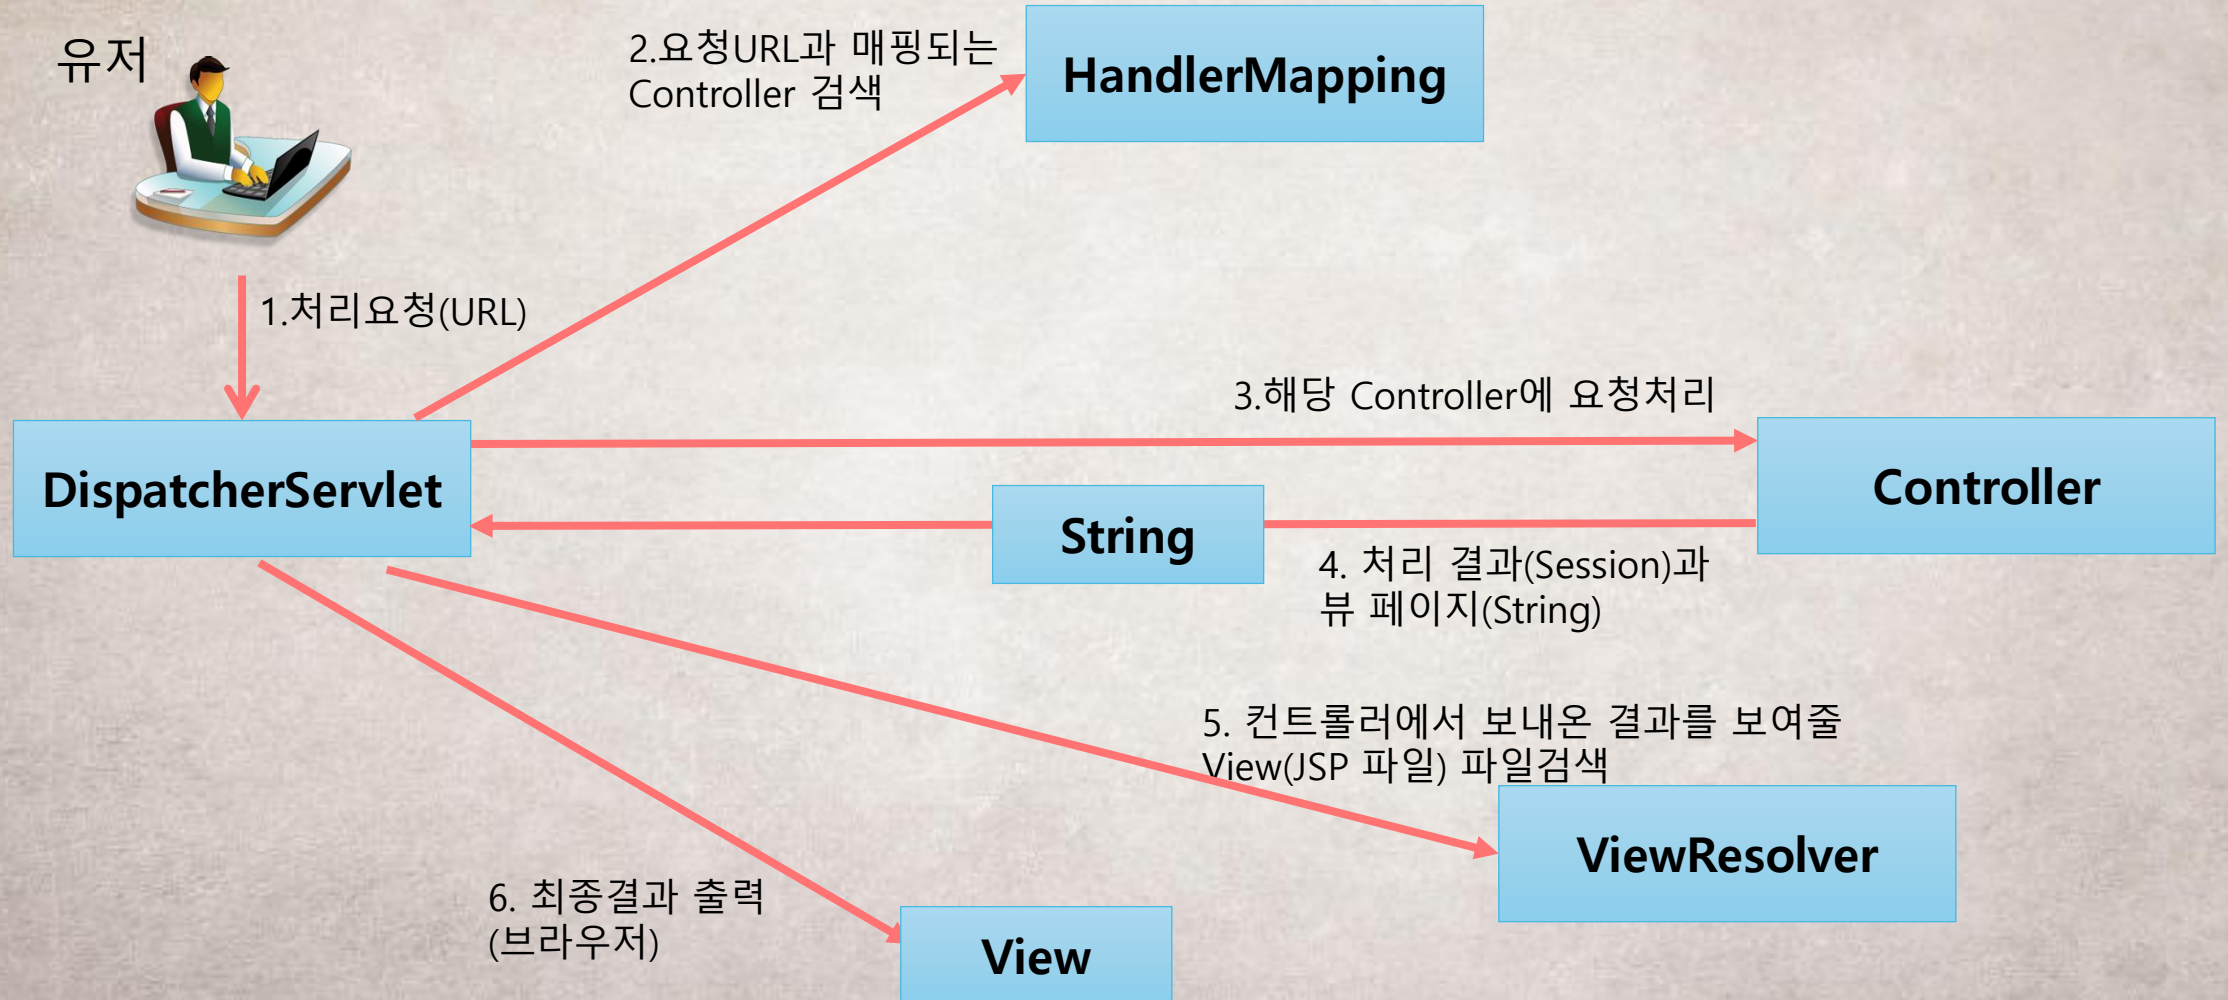 유저
2.요청URL과 매핑되는
Controller 검색
HandlerMapping
1.처리요청(URL)
3.해당 Controller에 요청처리
DispatcherServlet
Controller
String
4. 처리 결과(Session)과
뷰 페이지(String)
5. 컨트롤러에서 보내온 결과를 보여줄
View(JSP 파일) 파일검색
ViewResolver
6. 최종결과 출력
(브라우저)
View